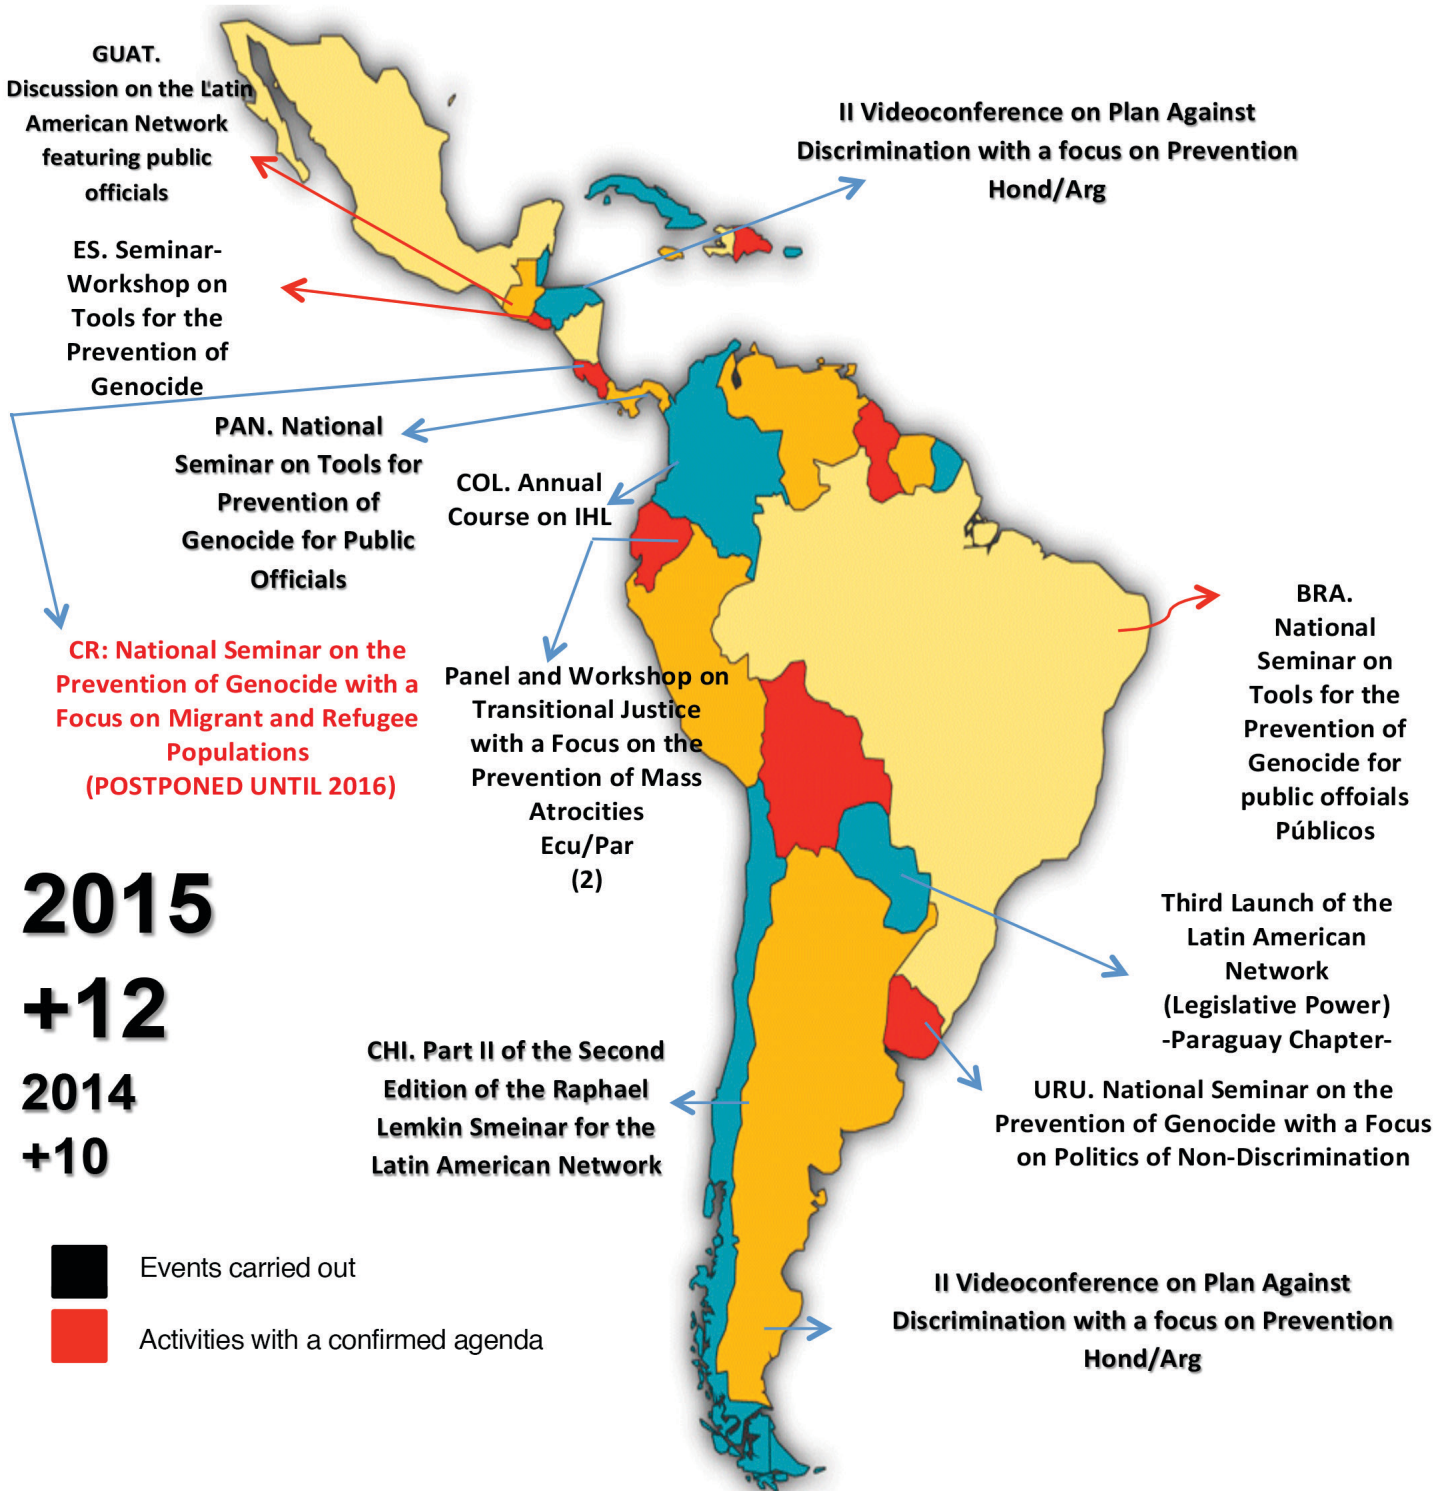 GUAT.
Discussion on the Latin
American Network
featuring public
officials
II Videoconference on Plan Against
Discrimination with a focus on Prevention
Hond/Arg
ES. Seminar-
Workshop on
Tools for the
Prevention of
Genocide
PAN. National
Seminar on Tools for
Prevention of
Genocide for Public
Officials
COL. Annual
Course on IHL
CR: National Seminar on the
Prevention of Genocide with a
Focus on Migrant and Refugee
Populations
(POSTPONED UNTIL 2016)
Panel and Workshop on
Transitional Justice
with a Focus on the
Prevention of Mass
Atrocities
Ecu/Par
(2)
BRA.
National
Seminar on
Tools for the
Prevention of
Genocide for
public offoials
Públicos
2015
+12
2014
+10
Third Launch of the
Latin American
Network
(Legislative Power)
-Paraguay Chapter-
CHI. Part II of the Second
Edition of the Raphael
Lemkin Smeinar for the
Latin American Network
URU. National Seminar on the
Prevention of Genocide with a Focus
on Politics of Non-Discrimination
Events carried out
Activities with a confirmed agenda
II Videoconference on Plan Against
Discrimination with a focus on Prevention
Hond/Arg